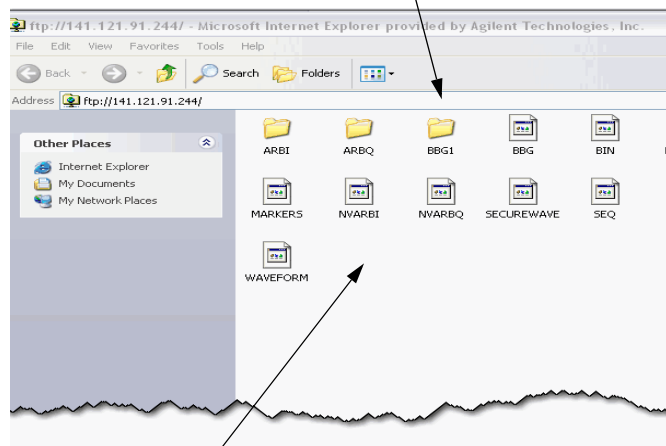 ftp://141.121.91.244/ - Microsoft Internet Explorer provided by Agilent Technologies, Inc.
File Edit View Favorites Tools Help
Back Search Folders
Address ftp://141.121.91.244/
Other Places
Internet Explorer
My Documents
My Network Places
ARBI ARBQ BBG1 BBG BIN
MARKERS NVARBI NVARBQ SECUREWAVE SEQ
WAVEFORM